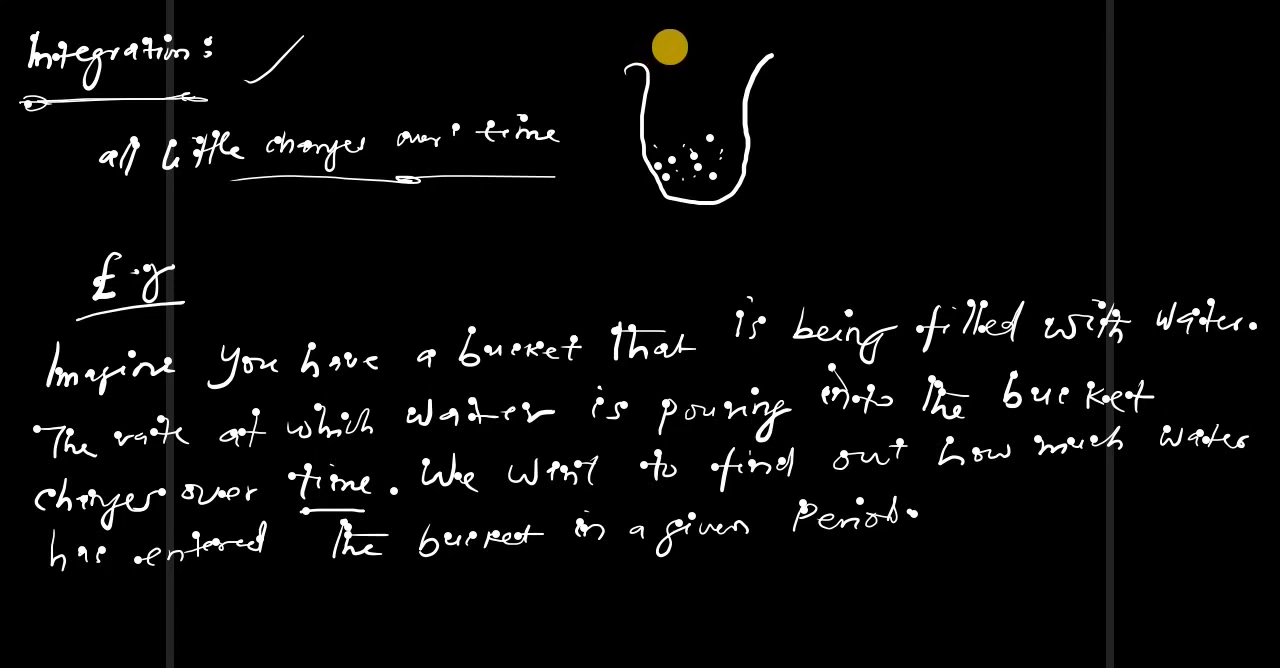 Integration:
all little changes over time
E.g
Imagine you have a bucket that is being filled with water.
The rate at which water is pouring into the bucket
changes over time. We want to find out how much water
has entered the bucket in a given Period.